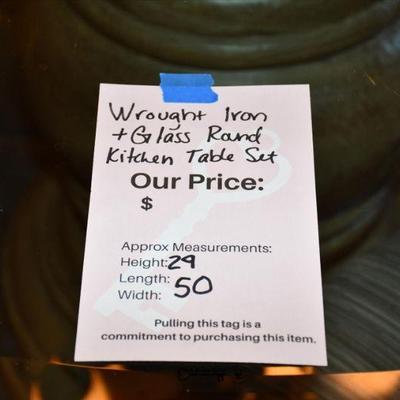 Wrought Iron
+ Glass Round
Kitchen Table Set
Our Price:
$
Approx Measurements:
Height: 29
Length:
Width: 50
Pulling this tag is a
commitment to purchasing this item.